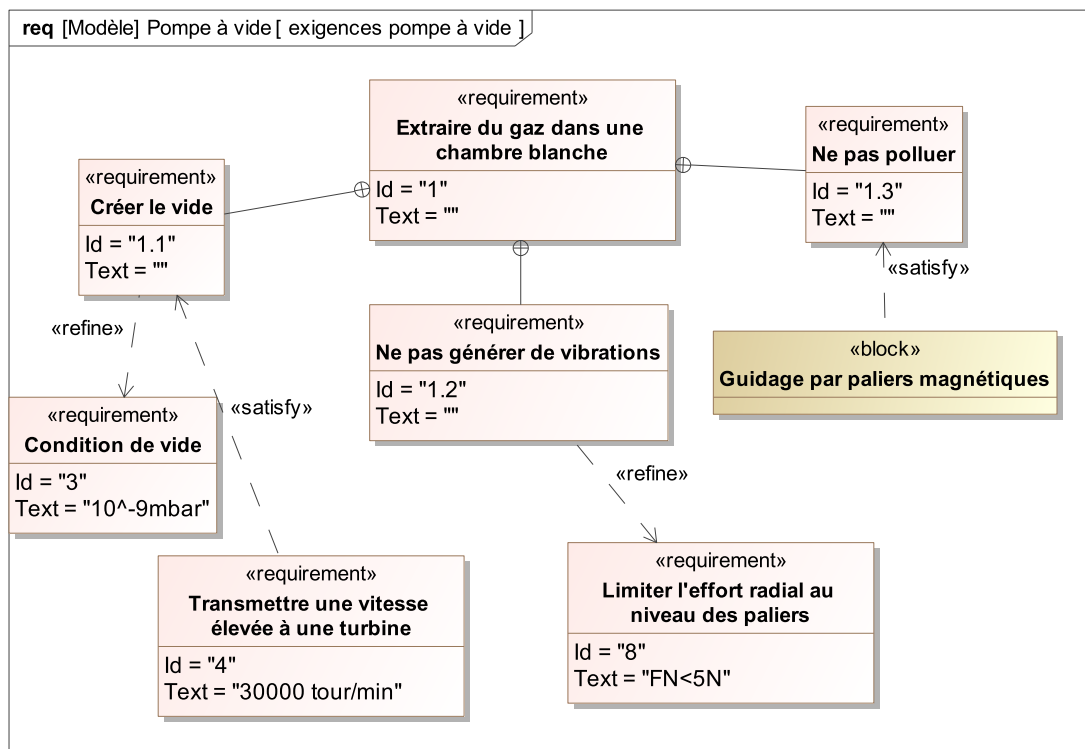 req [Modèle] Pompe à vide [ exigences pompe à vide ]
«requirement»
Extraire du gaz dans une
chambre blanche
Id = "1"
Text = ""
«requirement»
Ne pas polluer
Id = "1.3"
Text = ""
«requirement»
Créer le vide
Id = "1.1"
Text = ""
«satisfy»
«refine»
«requirement»
Ne pas générer de vibrations
Id = "1.2"
Text = ""
«block»
Guidage par paliers magnétiques
«satisfy»
«requirement»
Condition de vide
Id = "3"
Text = "10^-9mbar"
«refine»
«requirement»
Transmettre une vitesse
élevée à une turbine
Id = "4"
Text = "30000 tour/min"
«requirement»
Limiter l'effort radial au
niveau des paliers
Id = "8"
Text = "FN<5N"